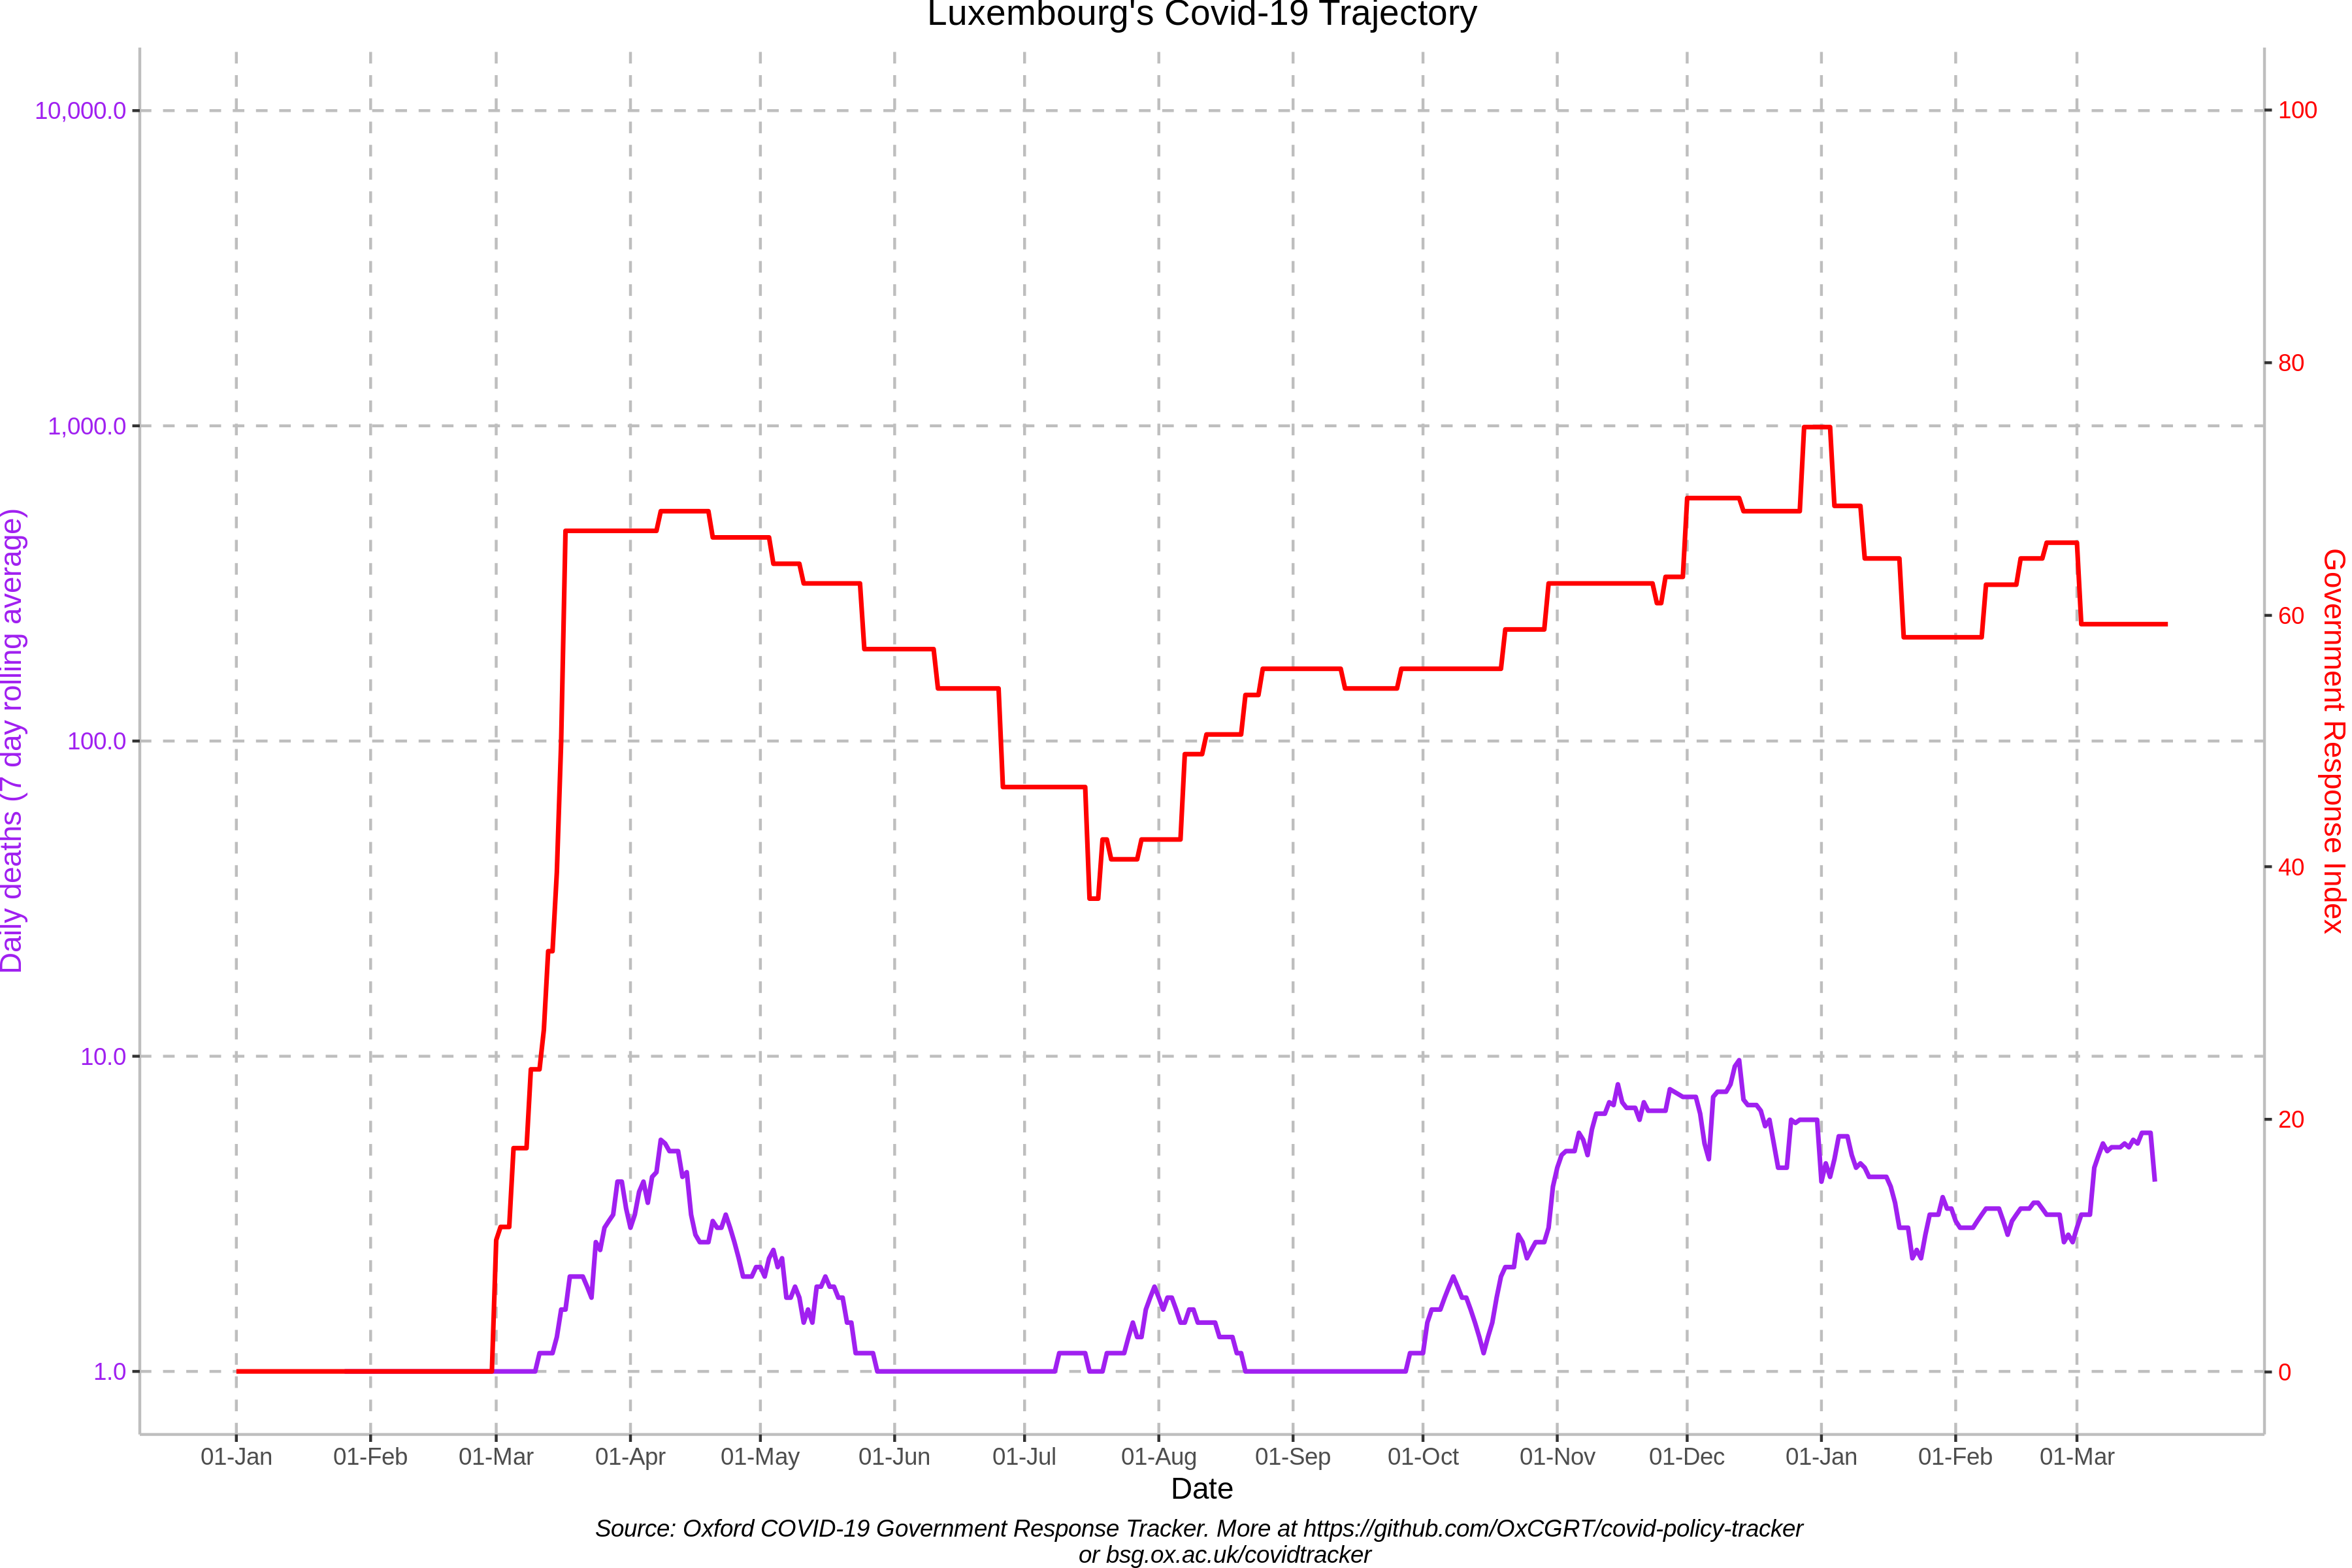 Luxembourg's Covid-19 Trajectory
10,000.0
1,000.0
100.0
10.0
1.0
Daily deaths (7 day rolling average)
100
80
60
40
20
0
Government Response Index
01-Jan 01-Feb 01-Mar 01-Apr 01-May 01-Jun 01-Jul 01-Aug 01-Sep 01-Oct 01-Nov 01-Dec 01-Jan 01-Feb 01-Mar
Date
Source: Oxford COVID-19 Government Response Tracker. More at https://github.com/OxCGRT/covid-policy-tracker
or bsg.ox.ac.uk/covidtracker